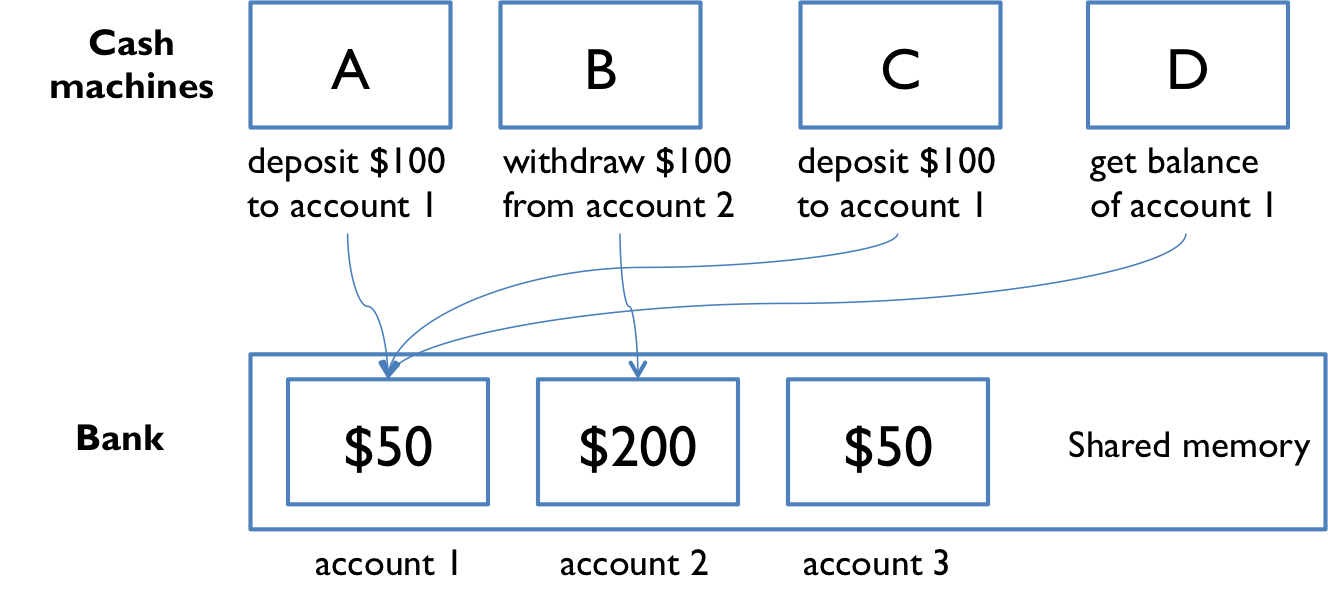 Cash
machines
A
B
C
D
deposit $100
to account 1
withdraw $100
from account 2
deposit $100
to account 1
get balance
of account 1
Bank
$50
$200
$50
Shared memory
account 1
account 2
account 3